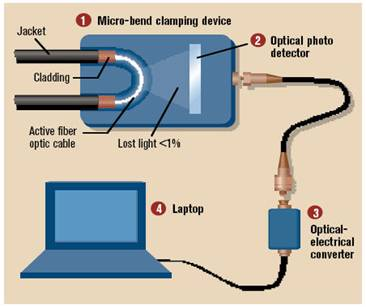 1 Micro-bend clamping device
Jacket
2 Optical photo
detector
Cladding
Active fiber
optic cable
Lost light <1%
4 Laptop
3
Optical-
electrical
converter